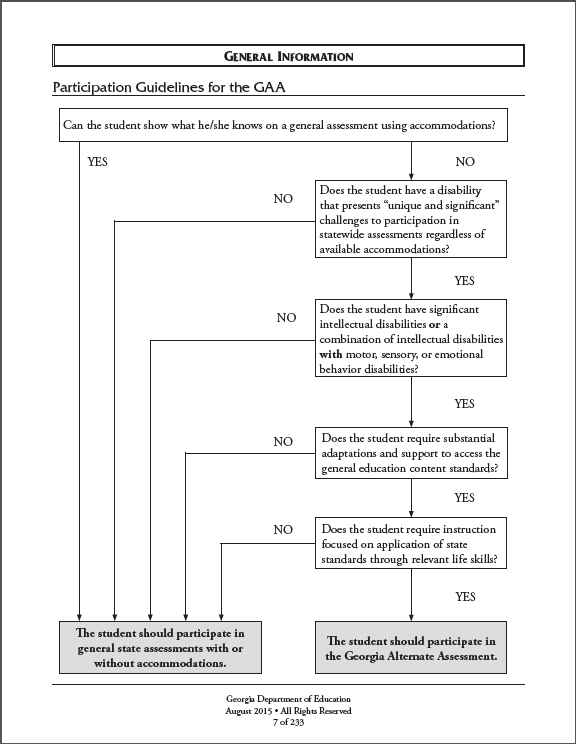 GENERAL INFORMATION
Participation Guidelines for the GAA
Can the student show what he/she knows on a general assessment using accommodations?
YES
NO
Does the student have a disability
that presents “unique and significant”
challenges to participation in
statewide assessments regardless of
available accommodations?
NO
YES
Does the student have significant
intellectual disabilities or a
combination of intellectual disabilities
with motor, sensory, or emotional
behavior disabilities?
NO
YES
Does the student require substantial
adaptations and support to access the
general education content standards?
NO
YES
Does the student require instruction
focused on application of state
standards through relevant life skills?
NO
YES
The student should participate in
general state assessments with or
without accommodations.
The student should participate in
the Georgia Alternate Assessment.
Georgia Department of Education
August 2015 • All Rights Reserved
7 of 233